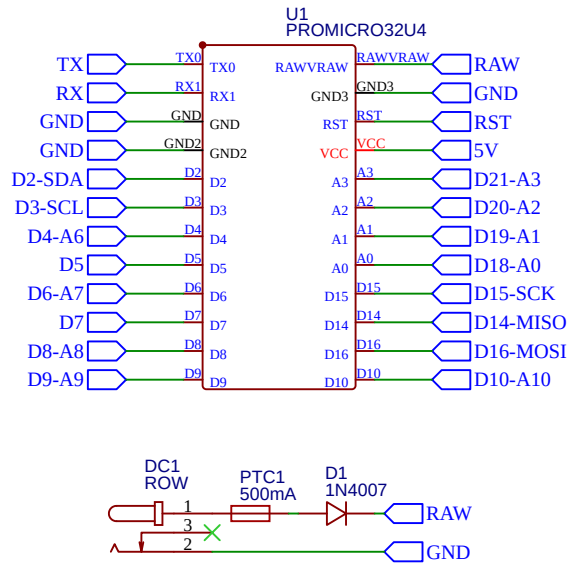 U1
PROMICRO32U4
TX TX0 TX0 RAWVRAW RAWVRAW RAW
RX RX1 RX1 GND3 GND3 GND
GND GND GND RST RST RST
GND GND2 GND2 VCC VCC 5V
D2-SDA D2 D2 A3 A3 D21-A3
D3-SCL D3 D3 A2 A2 D20-A2
D4-A6 D4 D4 A1 A1 D19-A1
D5 D5 D5 A0 A0 D18-A0
D6-A7 D6 D6 D15 D15 D15-SCK
D7 D7 D7 D14 D14 D14-MISO
D8-A8 D8 D8 D16 D16 D16-MOSI
D9-A9 D9 D9 D10 D10 D10-A10
DC1 PTC1 D1
ROW 500mA 1N4007
1 RAW
3
2 GND